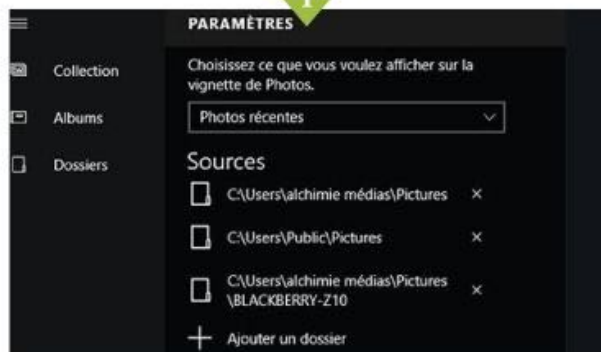 PARAMÈTRES
Collection
Albums
Dossiers
Choisissez ce que vous voulez afficher sur la
vignette de Photos.
Photos récentes
Sources
C:\Users\alchimie médias\Pictures
C:\Users\Public\Pictures
C:\Users\alchimie médias\Pictures
\BLACKBERRY-Z10
Ajouter un dossier